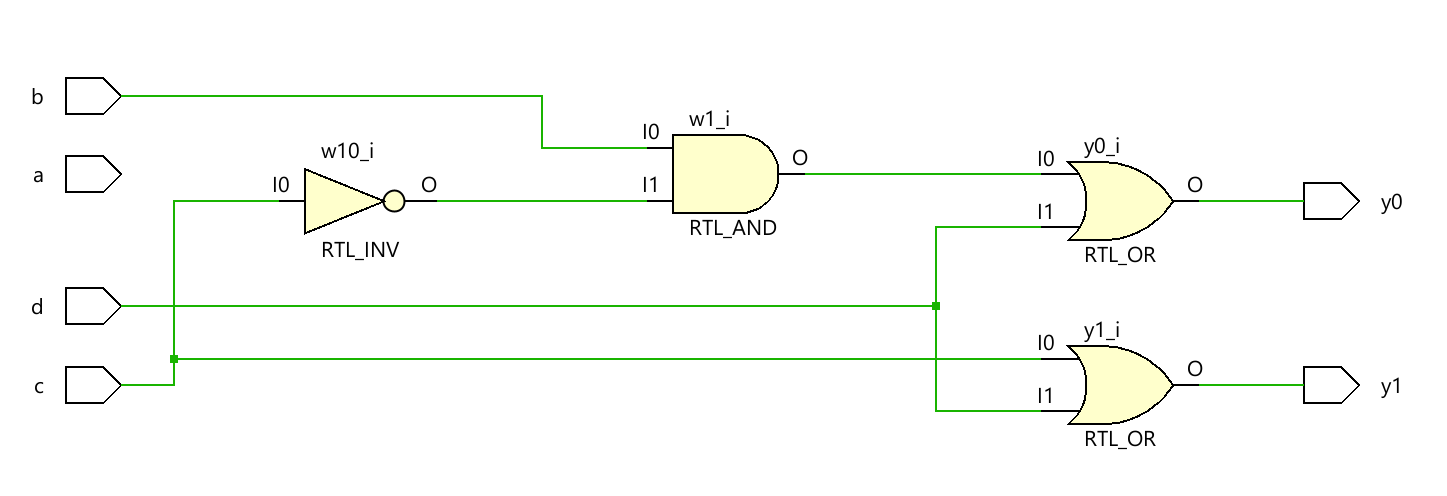 b
a
w10_i
I0
O
RTL_INV
w1_i
I0
I1
O
RTL_AND
y0_i
I0
I1
O
RTL_OR
y0
d
c
y1_i
I0
I1
O
RTL_OR
y1